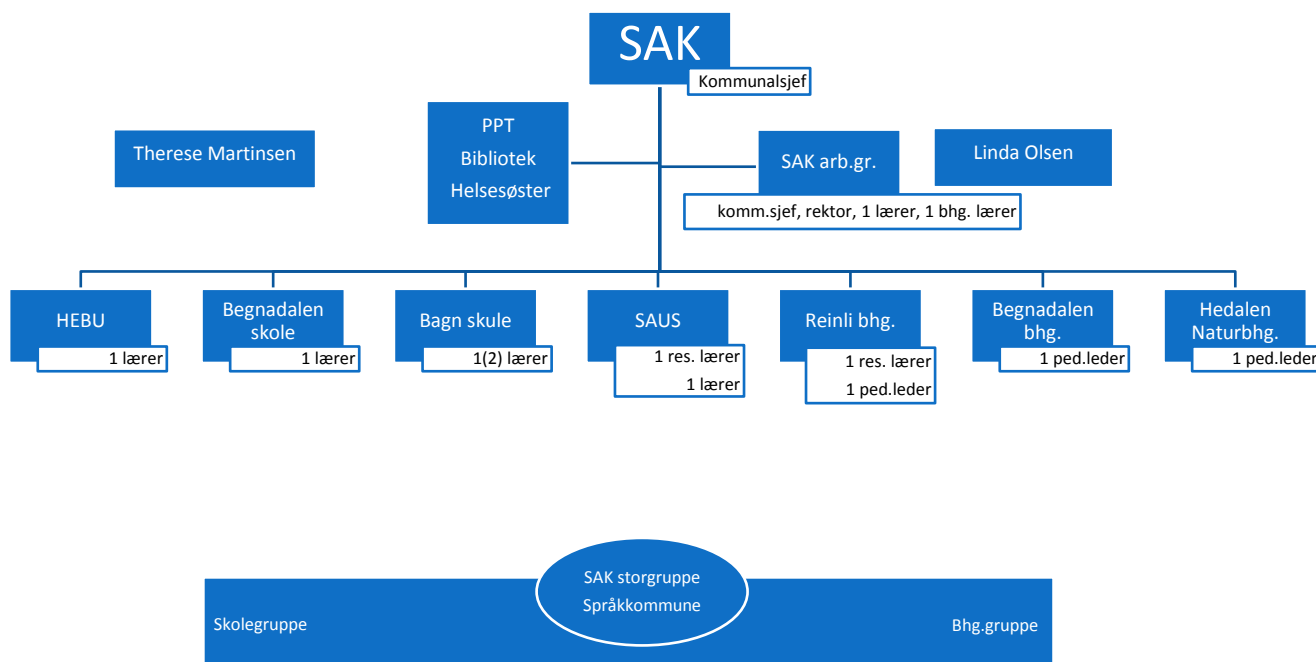 SAK
Kommunalsjef
PPT
Bibliotek
Helsesøster
Therese Martinsen
SAK arb.gr.
Linda Olsen
komm.sjef, rektor, 1 lærer, 1 bhg. lærer
HEBU
1 lærer
Begnadalen
skole
1 lærer
Bagn skule
1(2) lærer
SAUS
1 res. lærer
1 lærer
Reinli bhg.
1 res. lærer
1 ped.leder
Begnadalen
bhg.
1 ped.leder
Hedalen
Naturbhg.
1 ped.leder
SAK storgruppe
Språkkommune
Skolegruppe
Bhg.gruppe